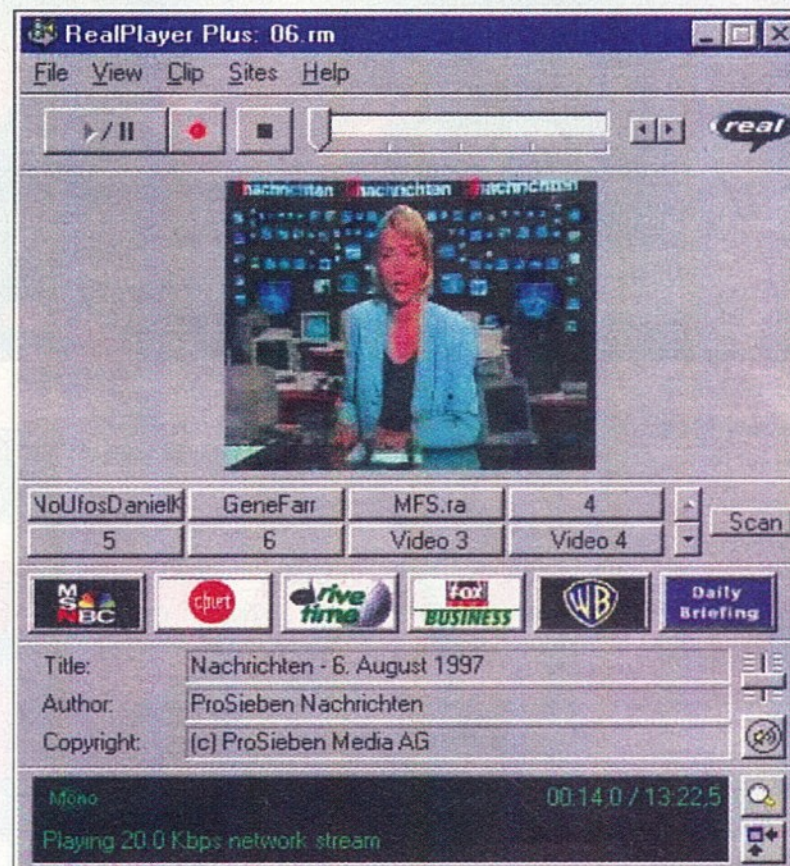 RealPlayer Plus: 06.rm
File View Clip Sites Help
real
nachrichten nachrichten nachrichten
NoUfosDanielK GeneFarr MFS.ra 4
Scan
5 6 Video 3 Video 4
MSNBC
c|net
drive time
FOX BUSINESS
WB
Daily Briefing
Title: Nachrichten - 6. August 1997
Author: ProSieben Nachrichten
Copyright: (c) ProSieben Media AG
Mono 00:14,0 / 13:22,5
Playing 20.0 Kbps network stream